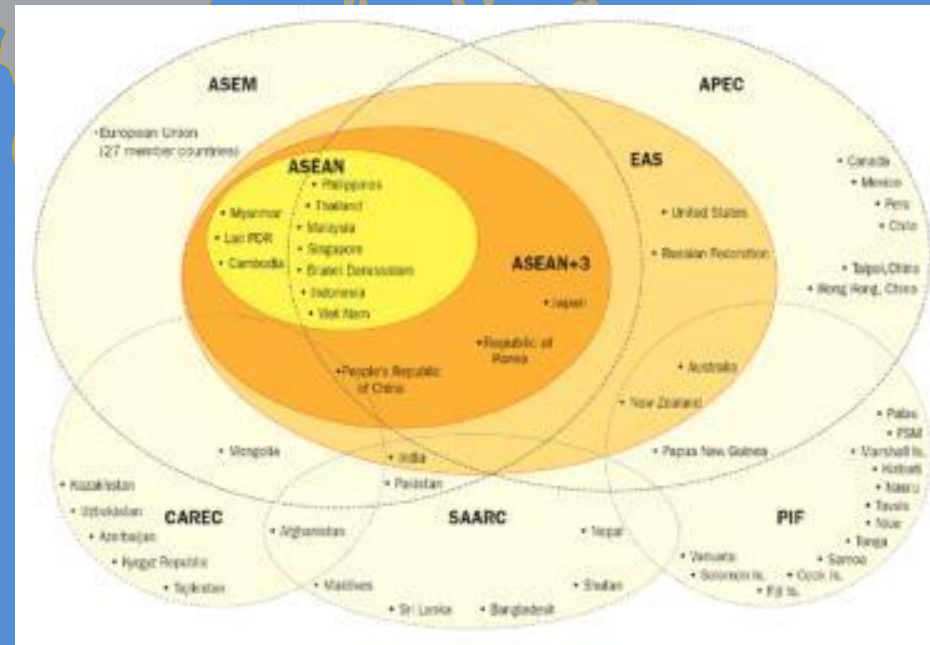 ASEM
APEC
• European Union
(27 member countries)
ASEAN
EAS
• Philippines
• Myanmar
• Thailand
• Malaysia
• Lao PDR
• Singapore
• Cambodia
• Brunei Darussalam
• Indonesia
• Viet Nam
ASEAN+3
• Japan
• Republic of
Korea
• People's Republic
of China
• United States
• Russian Federation
• Canada
• Mexico
• Peru
• Chile
• Taipei,China
• Hong Kong, China
• Australia
• New Zealand
• Papua New Guinea
• Mongolia
• India
• Pakistan
• Kazakhstan
• Uzbekistan
CAREC
• Azerbaijan
• Kyrgyz Republic
• Tajikistan
• Afghanistan
SAARC
• Nepal
• Maldives
• Bhutan
• Sri Lanka
• Bangladesh
PIF
• Palau
• FSM
• Marshall Is.
• Kiribati
• Nauru
• Niue
• Tonga
• Samoa
• Vanuatu
• Solomon Is.
• Cook Is.
• Fiji Is.